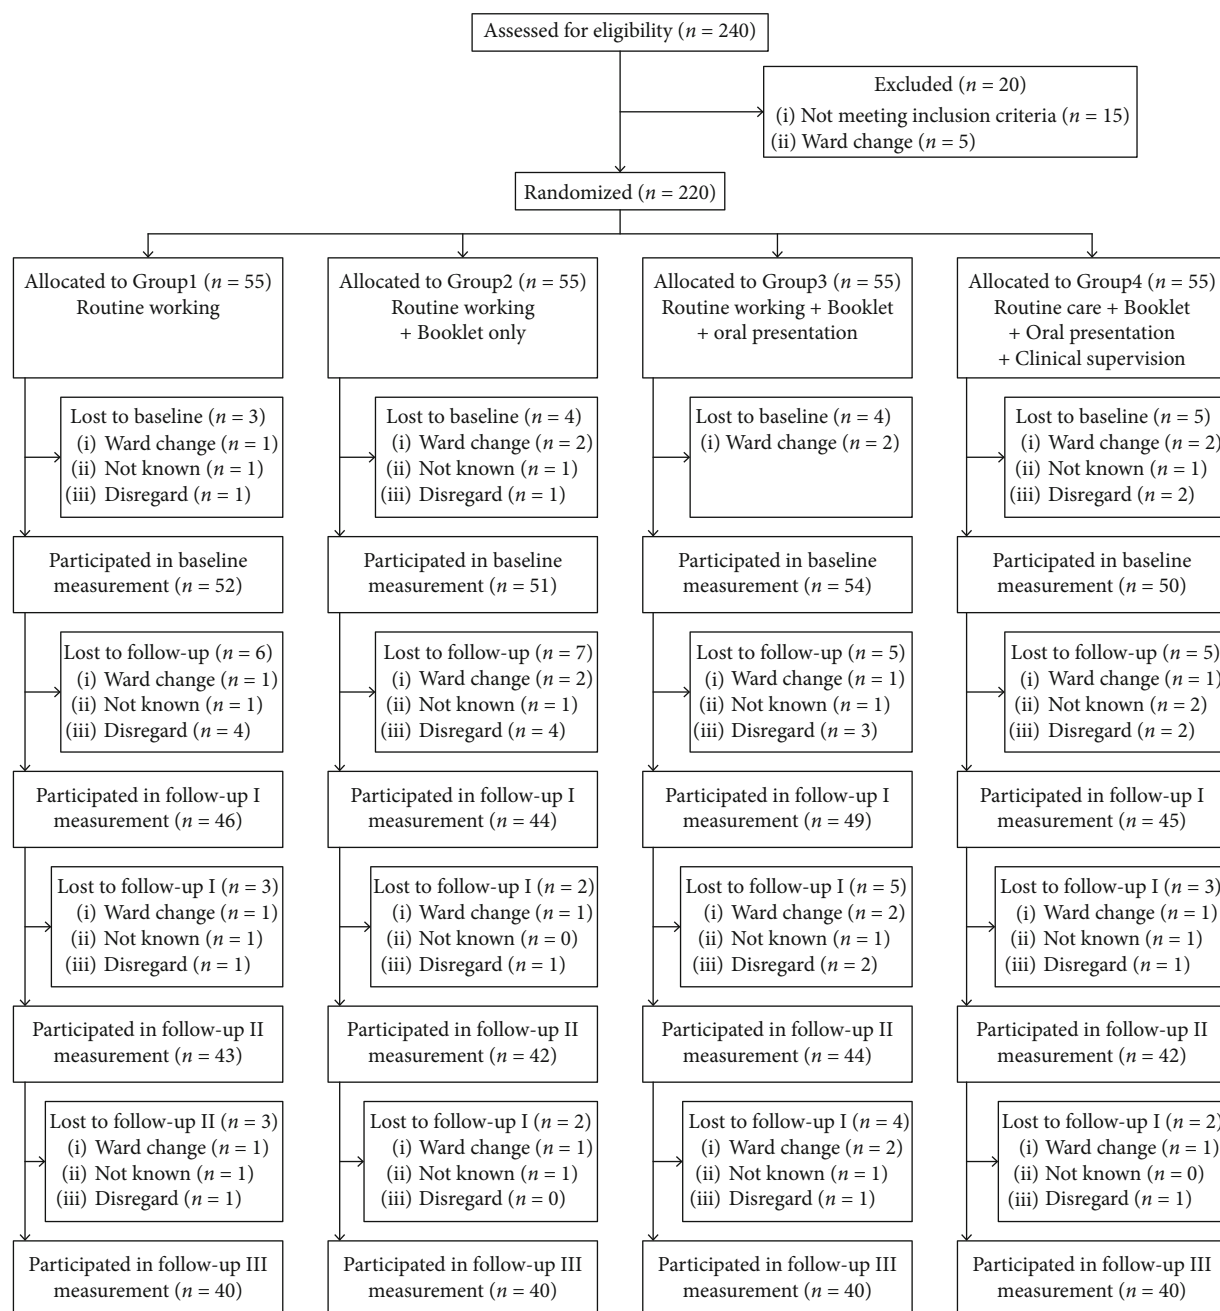 Assessed for eligibility (n = 240)
Excluded (n = 20)
(i) Not meeting inclusion criteria (n = 15)
(ii) Ward change (n = 5)
Randomized (n = 220)
Allocated to Group1 (n = 55)
Routine working
Allocated to Group2 (n = 55)
Routine working
+ Booklet only
Allocated to Group3 (n = 55)
Routine working + Booklet
+ oral presentation
Allocated to Group4 (n = 55)
Routine care + Booklet
+ Oral presentation
+ Clinical supervision
Lost to baseline (n = 3)
(i) Ward change (n = 1)
(ii) Not known (n = 1)
(iii) Disregard (n = 1)
Lost to baseline (n = 4)
(i) Ward change (n = 2)
(ii) Not known (n = 1)
(iii) Disregard (n = 1)
Lost to baseline (n = 4)
(i) Ward change (n = 2)
Lost to baseline (n = 5)
(i) Ward change (n = 2)
(ii) Not known (n = 1)
(iii) Disregard (n = 2)
Participated in baseline
measurement (n = 52)
Participated in baseline
measurement (n = 51)
Participated in baseline
measurement (n = 54)
Participated in baseline
measurement (n = 50)
Lost to follow-up (n = 6)
(i) Ward change (n = 1)
(ii) Not known (n = 1)
(iii) Disregard (n = 4)
Lost to follow-up (n = 7)
(i) Ward change (n = 2)
(ii) Not known (n = 1)
(iii) Disregard (n = 4)
Lost to follow-up (n = 5)
(i) Ward change (n = 1)
(ii) Not known (n = 1)
(iii) Disregard (n = 3)
Lost to follow-up (n = 5)
(i) Ward change (n = 1)
(ii) Not known (n = 2)
(iii) Disregard (n = 2)
Participated in follow-up I
measurement (n = 46)
Participated in follow-up I
measurement (n = 44)
Participated in follow-up I
measurement (n = 49)
Participated in follow-up I
measurement (n = 45)
Lost to follow-up I (n = 3)
(i) Ward change (n = 1)
(ii) Not known (n = 1)
(iii) Disregard (n = 1)
Lost to follow-up I (n = 2)
(i) Ward change (n = 1)
(ii) Not known (n = 0)
(iii) Disregard (n = 1)
Lost to follow-up I (n = 5)
(i) Ward change (n = 2)
(ii) Not known (n = 1)
(iii) Disregard (n = 2)
Lost to follow-up I (n = 3)
(i) Ward change (n = 1)
(ii) Not known (n = 1)
(iii) Disregard (n = 1)
Participated in follow-up II
measurement (n = 43)
Participated in follow-up II
measurement (n = 42)
Participated in follow-up II
measurement (n = 44)
Participated in follow-up II
measurement (n = 42)
Lost to follow-up II (n = 3)
(i) Ward change (n = 1)
(ii) Not known (n = 1)
(iii) Disregard (n = 1)
Lost to follow-up I (n = 2)
(i) Ward change (n = 1)
(ii) Not known (n = 1)
(iii) Disregard (n = 0)
Lost to follow-up I (n = 4)
(i) Ward change (n = 2)
(ii) Not known (n = 1)
(iii) Disregard (n = 1)
Lost to follow-up I (n = 2)
(i) Ward change (n = 1)
(ii) Not known (n = 0)
(iii) Disregard (n = 1)
Participated in follow-up III
measurement (n = 40)
Participated in follow-up III
measurement (n = 40)
Participated in follow-up III
measurement (n = 40)
Participated in follow-up III
measurement (n = 40)